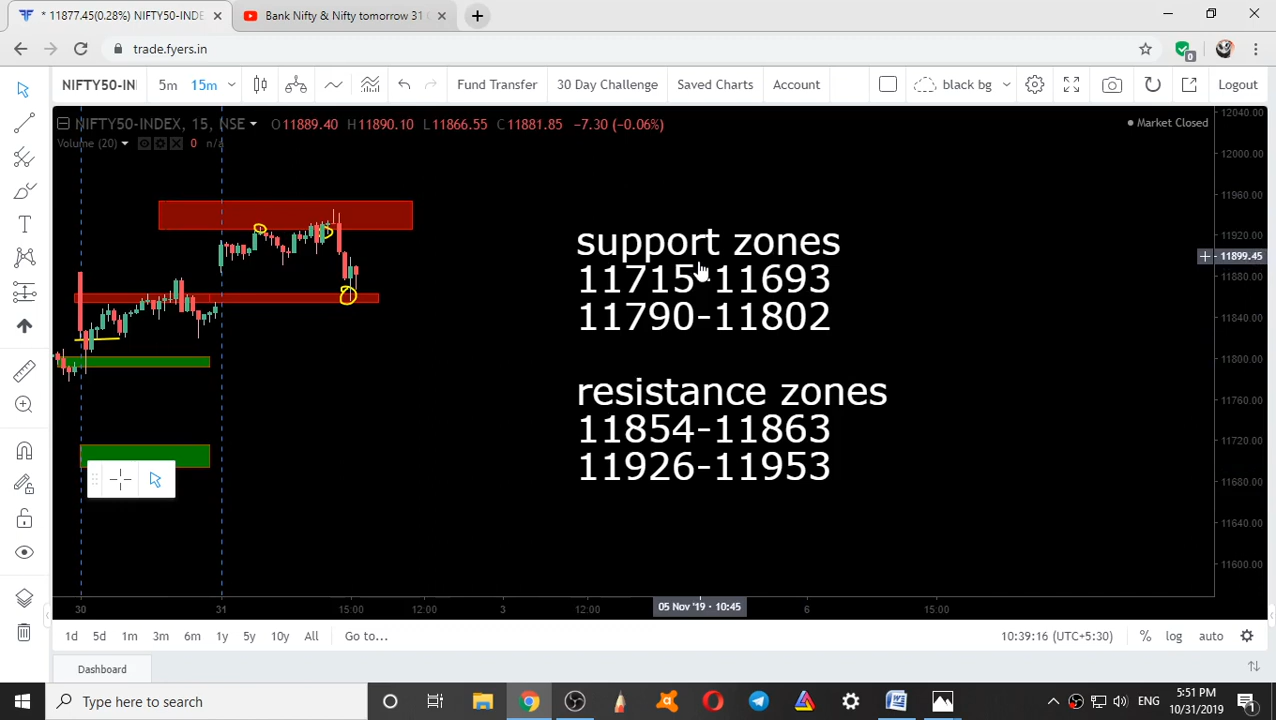 * 11877.45(0.28%) NIFTY50-INDEX
Bank Nifty & Nifty tomorrow 31 O
trade.fyers.in
0
NIFTY50-IN
5m
15m
Fund Transfer
30 Day Challenge
Saved Charts
Account
black bg
Logout
NIFTY50-INDEX, 15, NSE
O11889.40 H11890.10 L11866.55 C11881.85 -7.30 (-0.06%)
Market Closed
Volume (20)
0 n/a
support zones
11715-11693
11790-11802
resistance zones
11854-11863
11926-11953
12040.00
12000.00
11960.00
11920.00
11899.45
11880.00
11840.00
11800.00
11760.00
11720.00
11680.00
11640.00
11600.00
30
31
15:00
12:00
3
12:00
05 Nov '19 · 10:45
6
15:00
1d 5d 1m 3m 6m 1y 5y 10y All Go to...
10:39:16 (UTC+5:30) % log auto
Dashboard
Type here to search
ENG
5:51 PM
10/31/2019